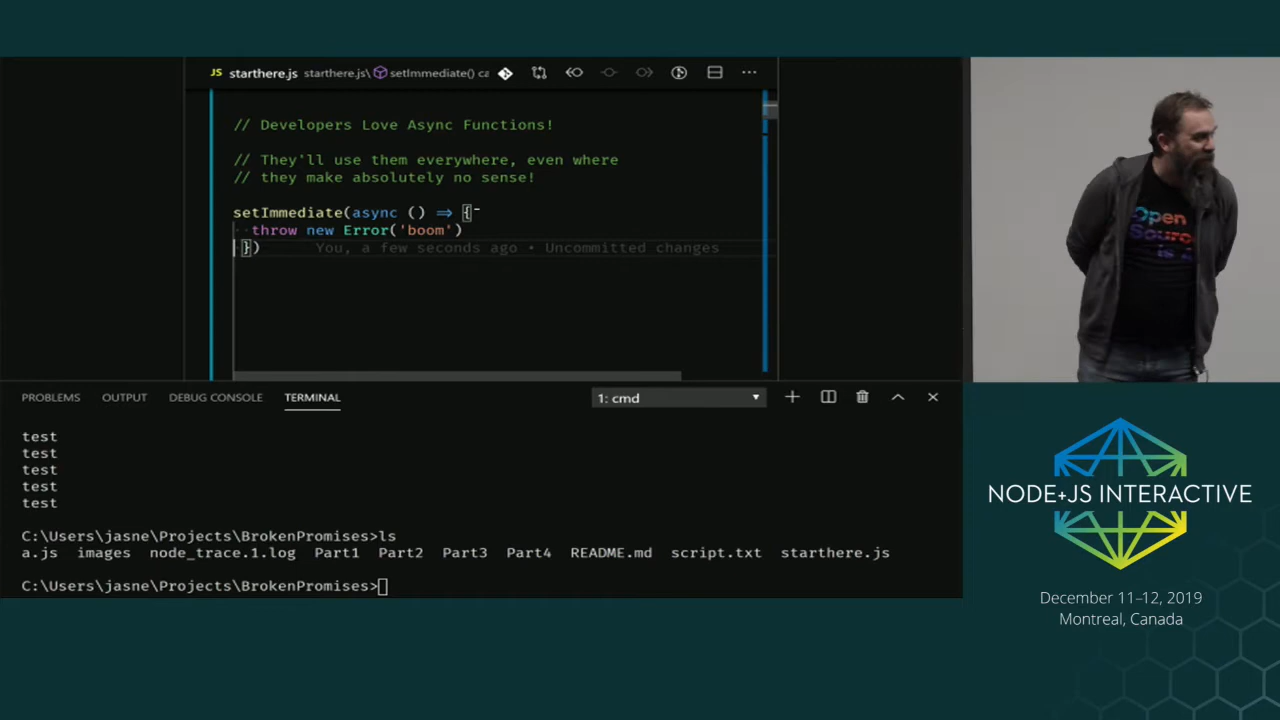 JS starthere.js starthere.js\ setImmediate() ca ...
// Developers Love Async Functions!
// They'll use them everywhere, even where
// they make absolutely no sense!
setImmediate(async () => {
throw new Error('boom')
}) You, a few seconds ago • Uncommitted changes
PROBLEMS OUTPUT DEBUG CONSOLE TERMINAL 1: cmd
test
test
test
test
test
C:\Users\jasne\Projects\BrokenPromises>ls
a.js images node_trace.1.log Part1 Part2 Part3 Part4 README.md script.txt starthere.js
C:\Users\jasne\Projects\BrokenPromises>
Open
Source
is
NODE+JS INTERACTIVE
December 11–12, 2019
Montreal, Canada